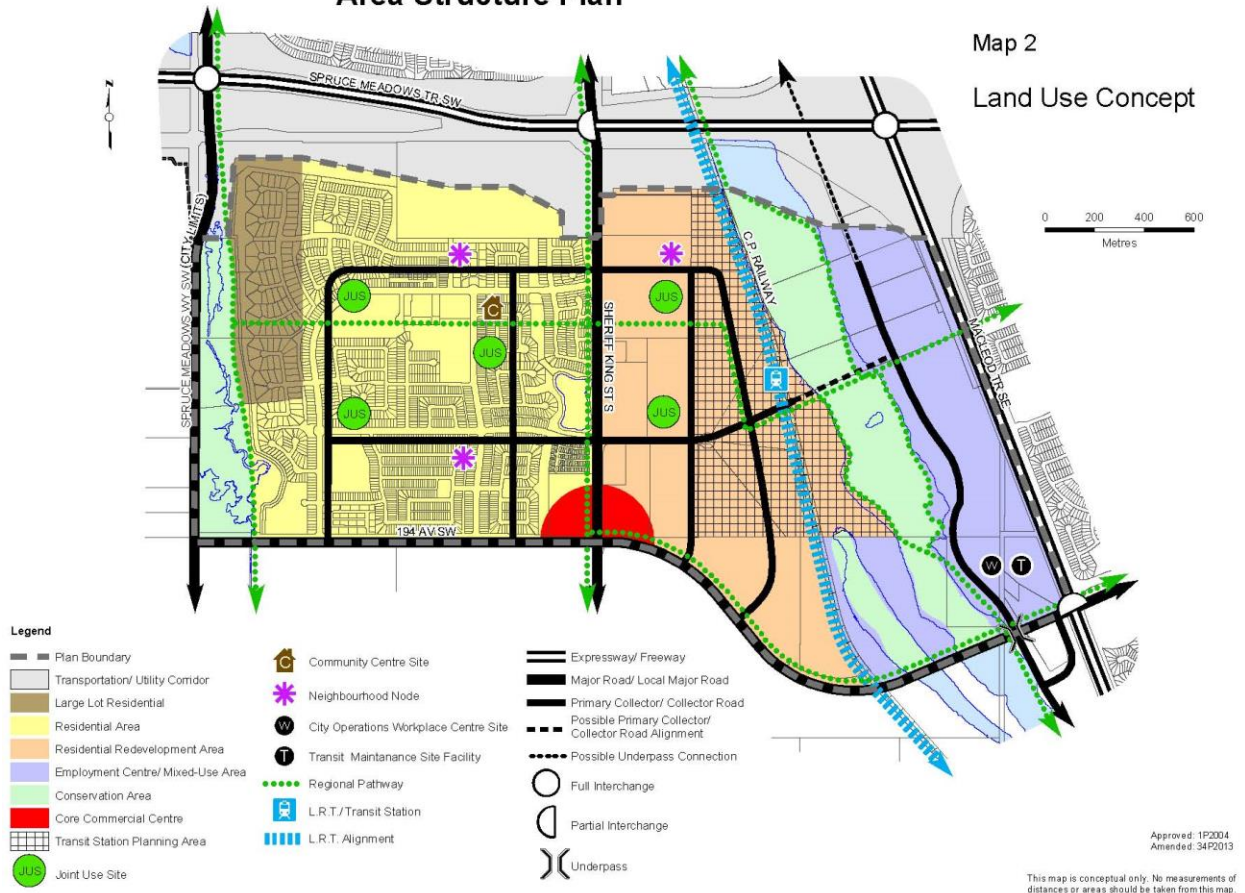 Area Structure Plan
Map 2
Land Use Concept
N
SPRUCE MEADOWS TR SW
0 200 400 600
Metres
SPRUCE MEADOWS WY SW (CITY LIMITS)
C.P. RAILWAY
MACLEOD TR SE
SHERIFF KING ST S
JUS
JUS
C
JUS
JUS
JUS
194 AV SW
W T
Legend
Plan Boundary
Transportation/ Utility Corridor
Large Lot Residential
Residential Area
Residential Redevelopment Area
Employment Centre/ Mixed-Use Area
Conservation Area
Core Commercial Centre
Transit Station Planning Area
JUS Joint Use Site
C Community Centre Site
Neighbourhood Node
W City Operations Workplace Centre Site
T Transit Maintanance Site Facility
Regional Pathway
L.R.T./Transit Station
L.R.T. Alignment
Expressway/ Freeway
Major Road/ Local Major Road
Primary Collector/ Collector Road
Possible Primary Collector/
Collector Road Alignment
Possible Underpass Connection
Full Interchange
Partial Interchange
Underpass
Approved: 1P2004
Amended: 34P2013
This map is conceptual only. No measurements of
distances or areas should be taken from this map.